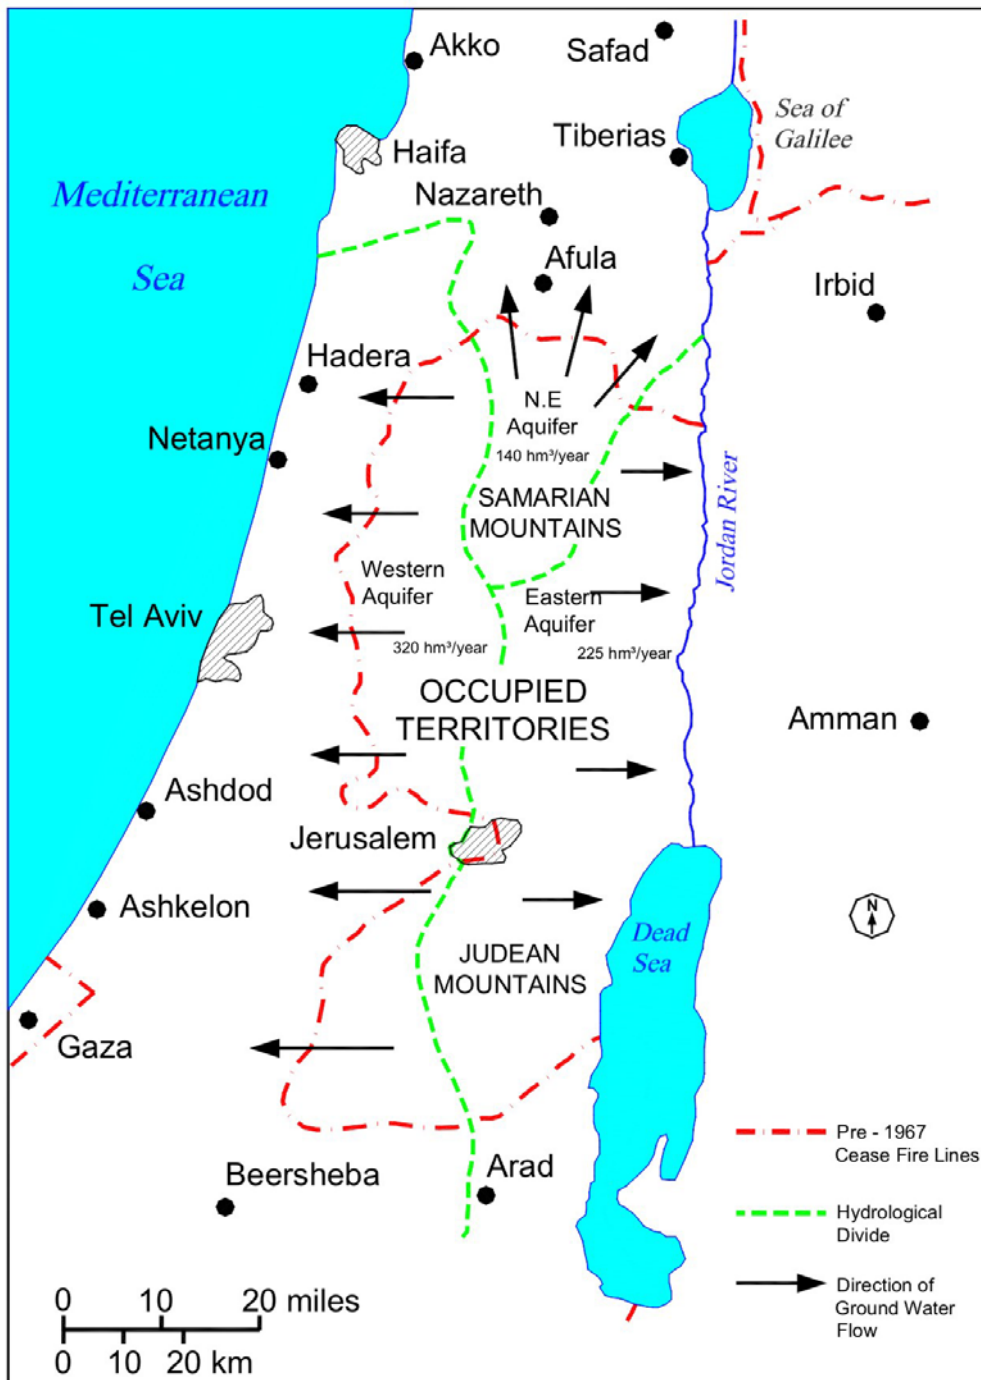 Akko
Safad
Sea of
Galilee
Tiberias
Haifa
Mediterranean
Sea
Nazareth
Afula
Irbid
Hadera
N.E
Aquifer
140 hm³/year
Netanya
SAMARIAN
MOUNTAINS
Jordan River
Western
Aquifer
320 hm³/year
Eastern
Aquifer
225 hm³/year
Tel Aviv
OCCUPIED
TERRITORIES
Amman
Ashdod
Jerusalem
Ashkelon
N
Dead
Sea
JUDEAN
MOUNTAINS
Gaza
Beersheba
Arad
Pre - 1967
Cease Fire Lines
Hydrological
Divide
Direction of
Ground Water
Flow
0 10 20 miles
0 10 20 km